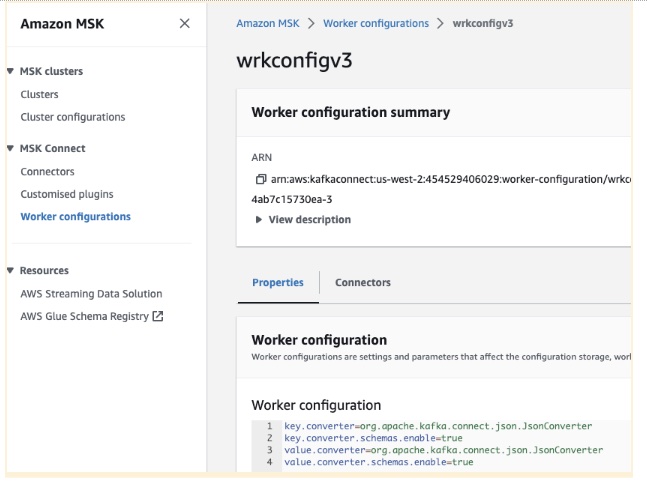 Amazon MSK
MSK clusters
Clusters
Cluster configurations
MSK Connect
Connectors
Customised plugins
Worker configurations
Resources
AWS Streaming Data Solution
AWS Glue Schema Registry
Amazon MSK > Worker configurations > wrkconfigv3
wrkconfigv3
Worker configuration summary
ARN
arn:aws:kafkaconnect:us-west-2:454529406029:worker-configuration/wrkco
4ab7c15730ea-3
View description
Properties
Connectors
Worker configuration
Worker configurations are settings and parameters that affect the configuration storage, worl
Worker configuration
1 key.converter=org.apache.kafka.connect.json.JsonConverter
2 key.converter.schemas.enable=true
3 value.converter=org.apache.kafka.connect.json.JsonConverter
4 value.converter.schemas.enable=true